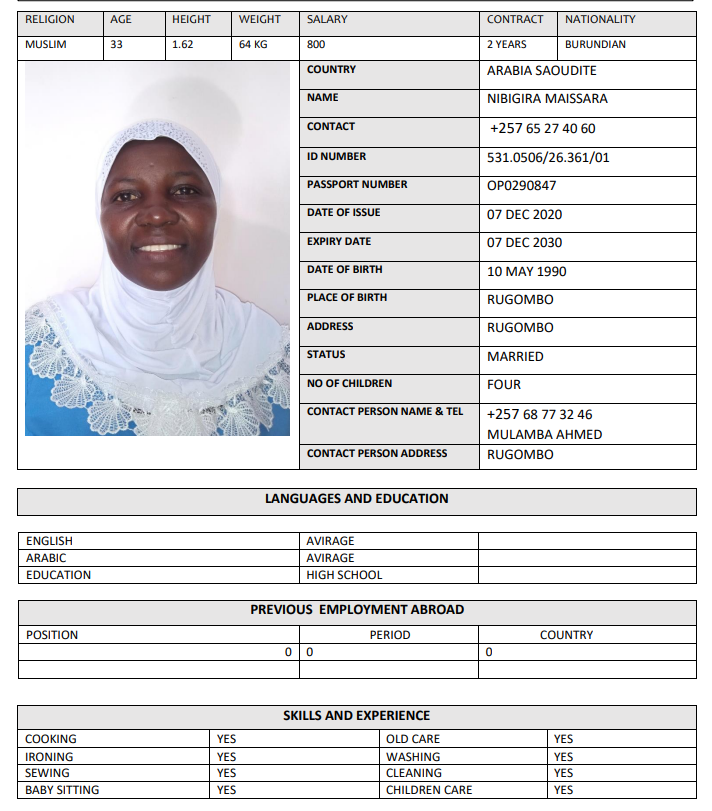 RELIGION AGE HEIGHT WEIGHT SALARY CONTRACT NATIONALITY
MUSLIM 33 1.62 64 KG 800 2 YEARS BURUNDIAN
COUNTRY ARABIA SAOUDITE
NAME NIBIGIRA MAISSARA
CONTACT +257 65 27 40 60
ID NUMBER 531.0506/26.361/01
PASSPORT NUMBER OP0290847
DATE OF ISSUE 07 DEC 2020
EXPIRY DATE 07 DEC 2030
DATE OF BIRTH 10 MAY 1990
PLACE OF BIRTH RUGOMBO
ADDRESS RUGOMBO
STATUS MARRIED
NO OF CHILDREN FOUR
CONTACT PERSON NAME & TEL +257 68 77 32 46
MULAMBA AHMED
CONTACT PERSON ADDRESS RUGOMBO
LANGUAGES AND EDUCATION
ENGLISH AVIRAGE
ARABIC AVIRAGE
EDUCATION HIGH SCHOOL
PREVIOUS EMPLOYMENT ABROAD
POSITION PERIOD COUNTRY
0 0 0
SKILLS AND EXPERIENCE
COOKING YES OLD CARE YES
IRONING YES WASHING YES
SEWING YES CLEANING YES
BABY SITTING YES CHILDREN CARE YES